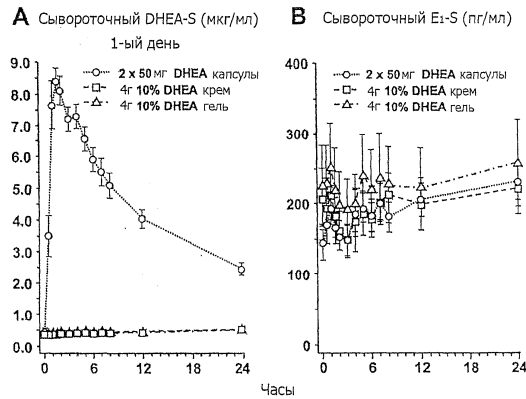 A Сывороточный DHEA-S (мкг/мл)
1-ый день
2 x 50мг DHEA капсулы
4г 10% DHEA крем
4г 10% DHEA гель
9.0
8.0
7.0
6.0
5.0
4.0
3.0
2.0
1.0
0.0
0 6 12 18 24
B Сывороточный E1-S (пг/мл)
2 x 50мг DHEA капсулы
4г 10% DHEA крем
4г 10% DHEA гель
400
300
200
100
0
0 6 12 18 24
Часы